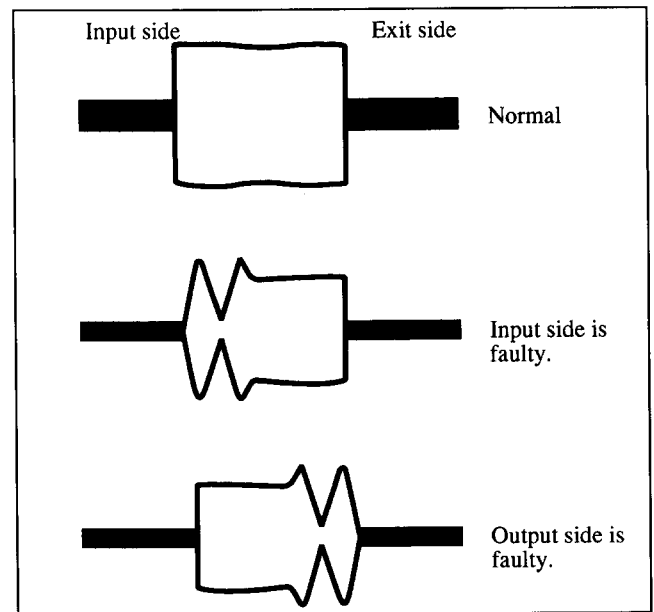 Input side
Exit side
Normal
Input side is
faulty.
Output side is
faulty.